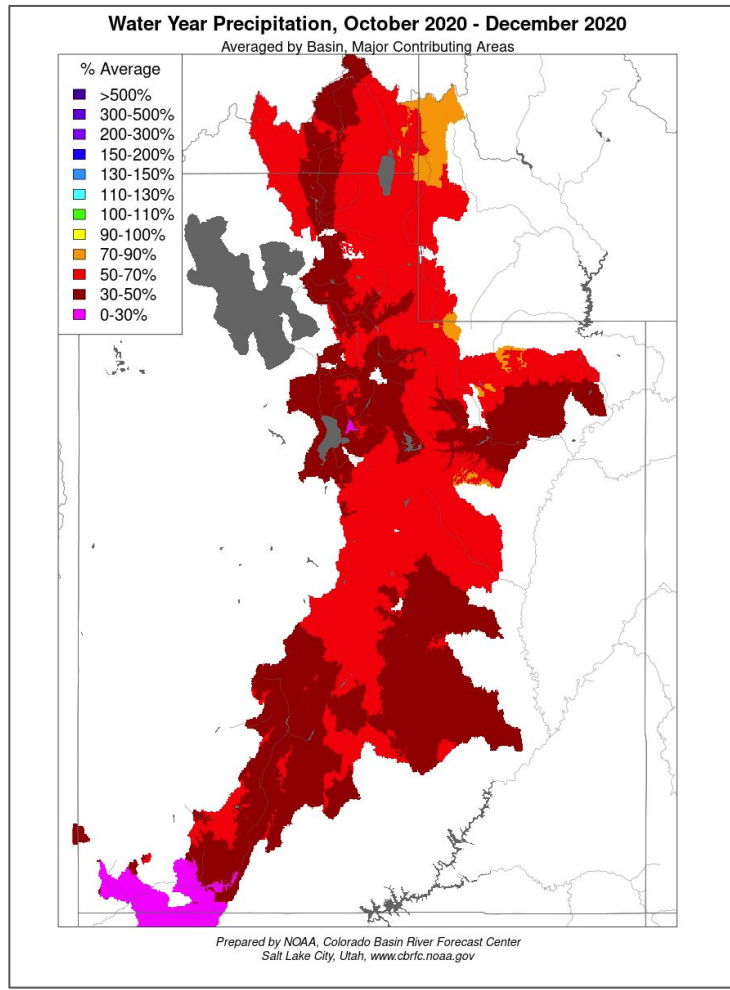 Water Year Precipitation, October 2020 - December 2020
Averaged by Basin, Major Contributing Areas
% Average
>500%
300-500%
200-300%
150-200%
130-150%
110-130%
100-110%
90-100%
70-90%
50-70%
30-50%
0-30%
Prepared by NOAA, Colorado Basin River Forecast Center
Salt Lake City, Utah, www.cbrfc.noaa.gov